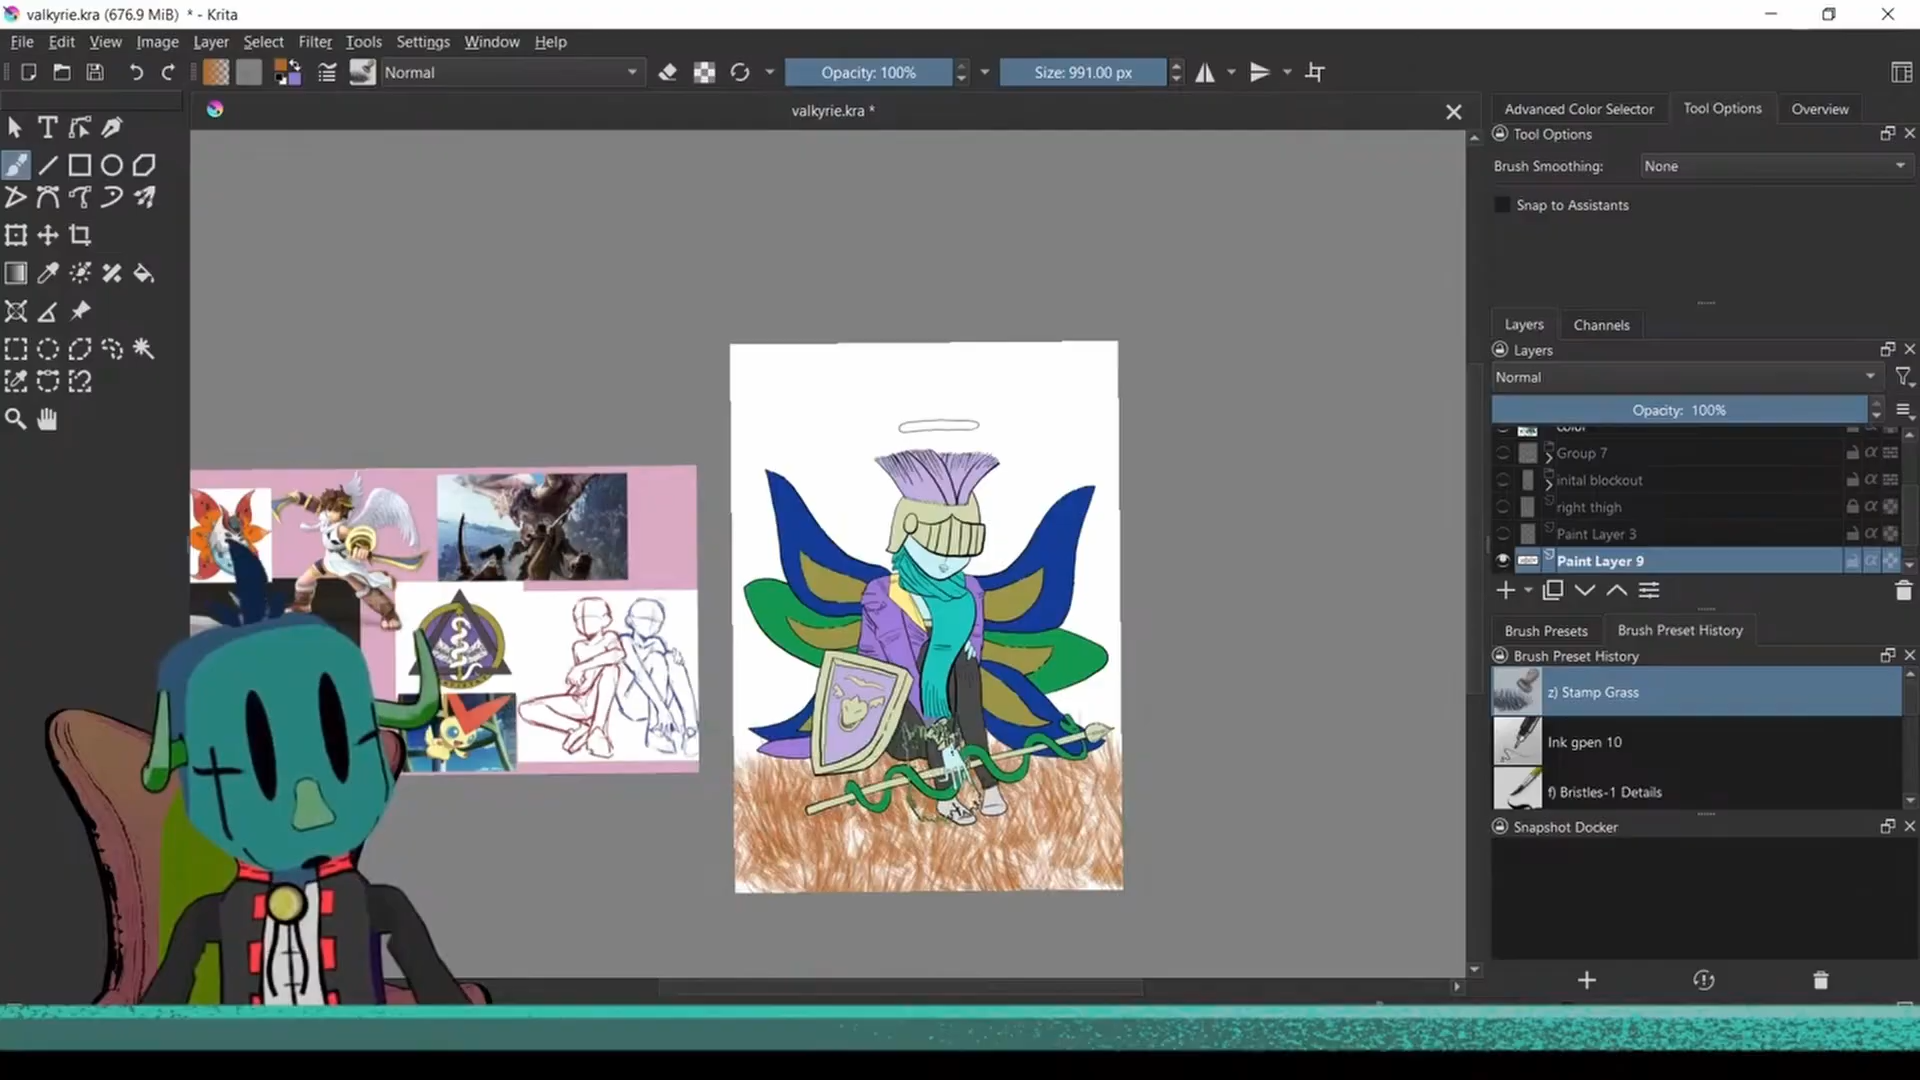 valkyrie.kra (676.9 MiB) * - Krita
File Edit View Image Layer Select Filter Tools Settings Window Help
Normal Opacity: 100% Size: 991.00 px
valkyrie.kra *
Advanced Color Selector Tool Options Overview
Tool Options
Brush Smoothing: None
Snap to Assistants
Layers Channels
Layers
Normal
Opacity: 100%
color
Group 7
inital blockout
right thigh
Paint Layer 3
Paint Layer 9
Brush Presets Brush Preset History
Brush Preset History
z) Stamp Grass
Ink gpen 10
f) Bristles-1 Details
Snapshot Docker